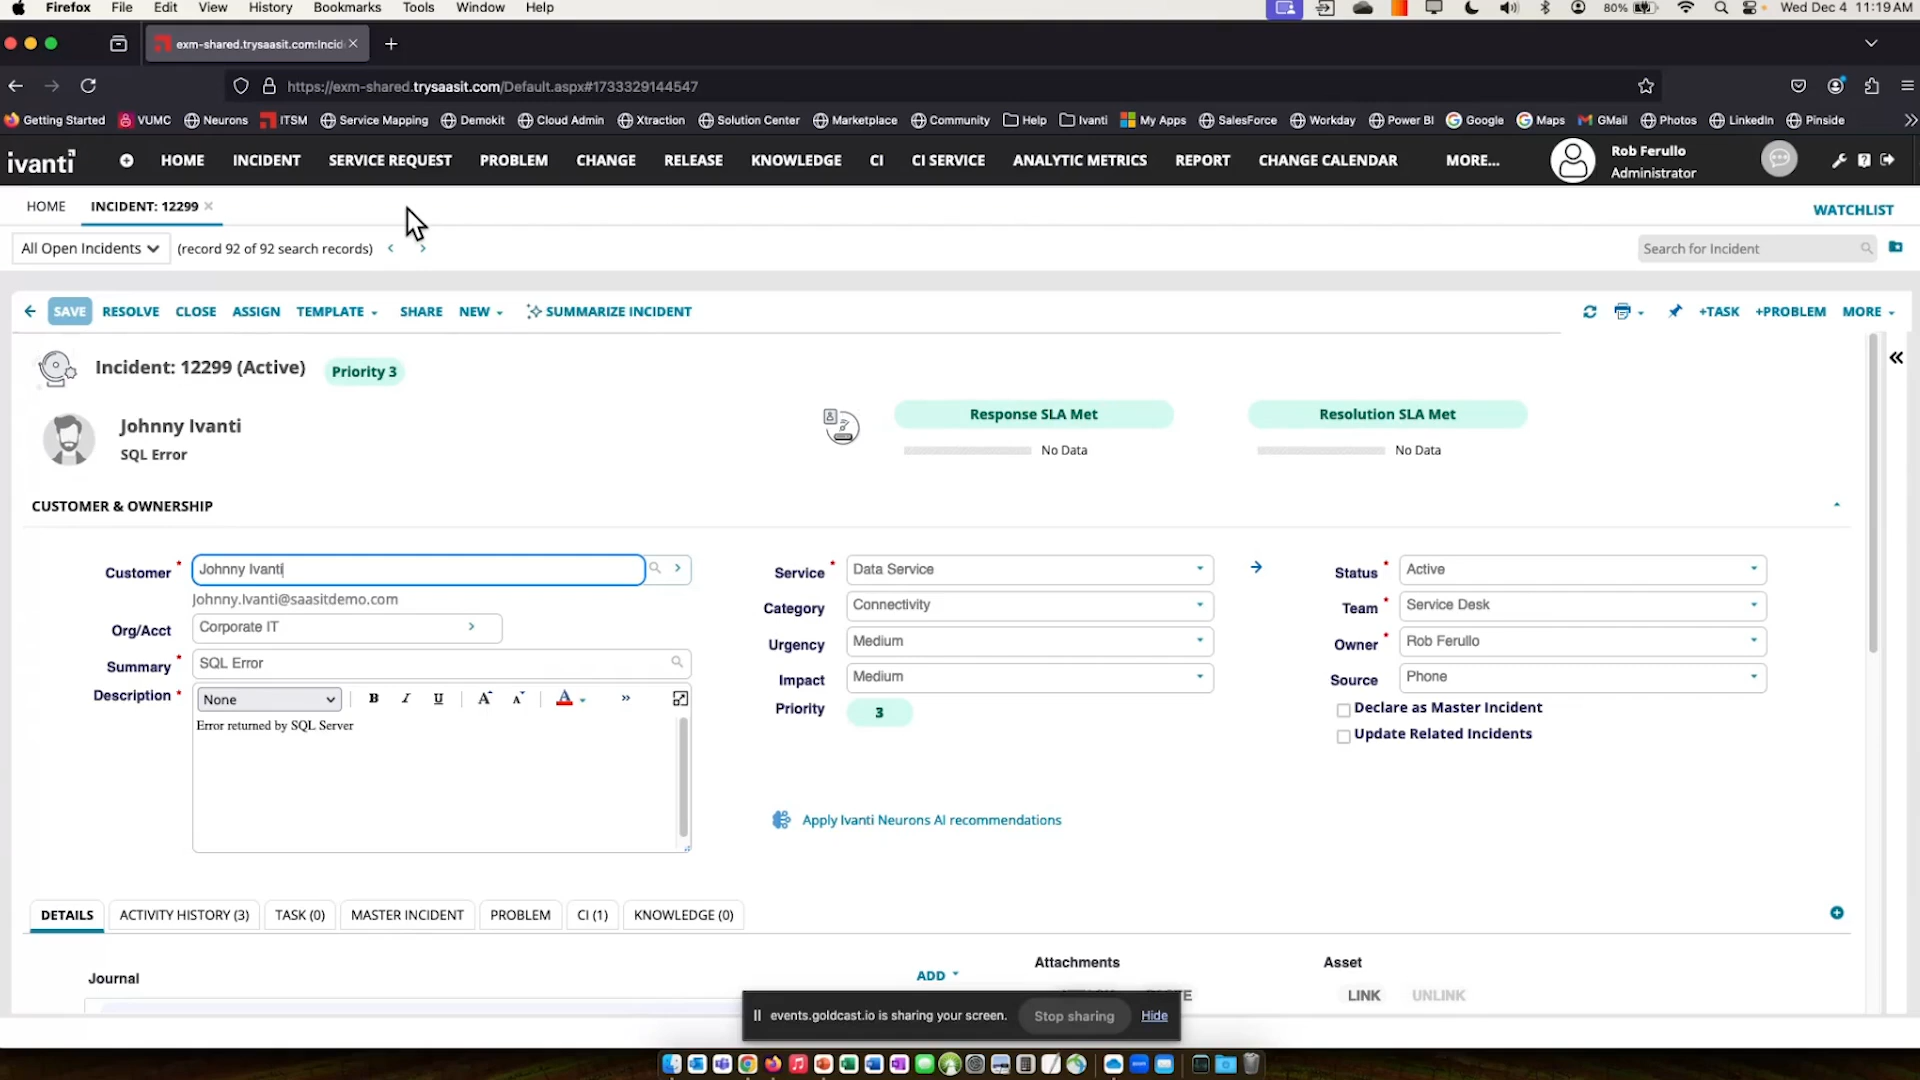 Firefox File Edit View History Bookmarks Tools Window Help 80% Wed Dec 4 11:19 AM
exm-shared.trysaasit.com:Incid
https://exm-shared.trysaasit.com/Default.aspx#1733329144547
Getting Started VUMC Neurons ITSM Service Mapping Demokit Cloud Admin Xtraction Solution Center Marketplace Community Help Ivanti My Apps SalesForce Workday Power BI Google Maps GMail Photos LinkedIn Pinside
ivanti HOME INCIDENT SERVICE REQUEST PROBLEM CHANGE RELEASE KNOWLEDGE CI CI SERVICE ANALYTIC METRICS REPORT CHANGE CALENDAR MORE...
Rob Ferullo
Administrator
HOME INCIDENT: 12299 WATCHLIST
All Open Incidents (record 92 of 92 search records) Search for Incident
SAVE RESOLVE CLOSE ASSIGN TEMPLATE SHARE NEW SUMMARIZE INCIDENT +TASK +PROBLEM MORE
Incident: 12299 (Active) Priority 3
Johnny Ivanti
SQL Error
Response SLA Met
No Data
Resolution SLA Met
No Data
CUSTOMER & OWNERSHIP
Customer * Johnny Ivanti
Johnny.Ivanti@saasitdemo.com
Org/Acct Corporate IT
Summary * SQL Error
Description * None B I U A A A »
Error returned by SQL Server
Service * Data Service
Category Connectivity
Urgency Medium
Impact Medium
Priority 3
Apply Ivanti Neurons AI recommendations
Status * Active
Team * Service Desk
Owner * Rob Ferullo
Source Phone
Declare as Master Incident
Update Related Incidents
DETAILS ACTIVITY HISTORY (3) TASK (0) MASTER INCIDENT PROBLEM CI (1) KNOWLEDGE (0)
Journal ADD
Attachments
Asset
LINK UNLINK
events.goldcast.io is sharing your screen. Stop sharing Hide